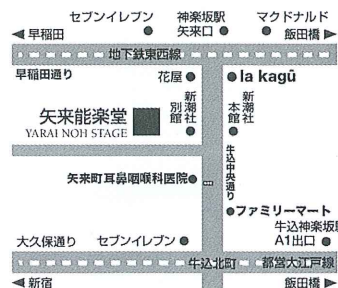 セブンイレブン
神楽坂駅
矢来口
マクドナルド
早稲田
飯田橋
地下鉄東西線
早稲田通り
花屋
la kagū
新潮社
別館
新潮社
本館
矢来能楽堂
YARAI NOH STAGE
牛込中央通り
矢来町耳鼻咽喉科医院
ファミリーマート
牛込神楽坂駅
A1出口
大久保通り
セブンイレブン
牛込北町
都営大江戸線
新宿
飯田橋